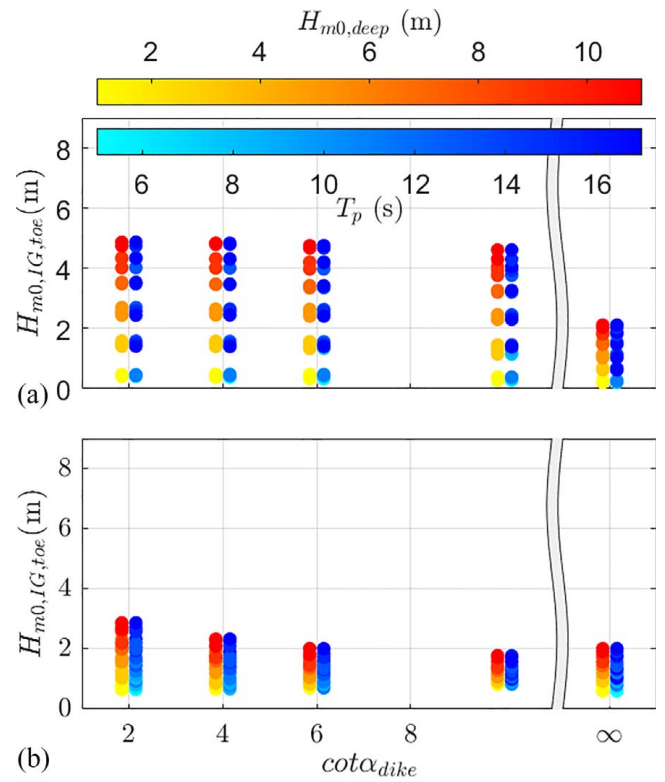 H_{m0,deep} (m)
2 4 6 8 10
6 8 10 12 14 16
T_p (s)
H_{m0,IG,toe}(m)
8
6
4
2
0
(a)
H_{m0,IG,toe}(m)
8
6
4
2
0
2 4 6 8 ∞
(b)
cotα_{dike}